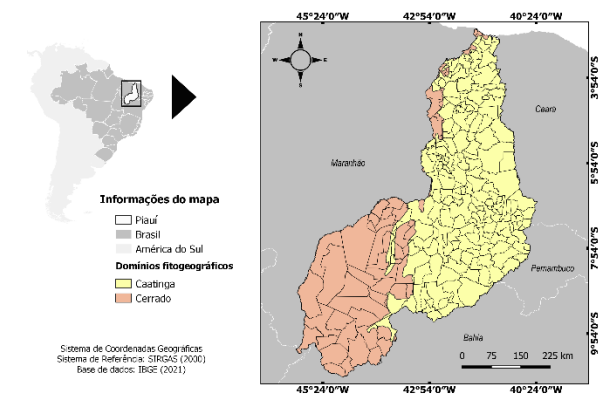 45°24'0"W 42°54'0"W 40°24'0"W
N
W E
S
3°54'0"S
5°54'0"S
7°54'0"S
9°54'0"S
Ceara
Maranhão
Pernambuco
Bahia
0 75 150 225 km
45°24'0"W 42°54'0"W 40°24'0"W
Informações do mapa
Piauí
Brasil
América do Sul
Domínios fitogeográficos
Caatinga
Cerrado
Sistema de Coordenadas Geográficas
Sistema de Referência: SIRGAS (2000)
Base de dados: IBGE (2021)